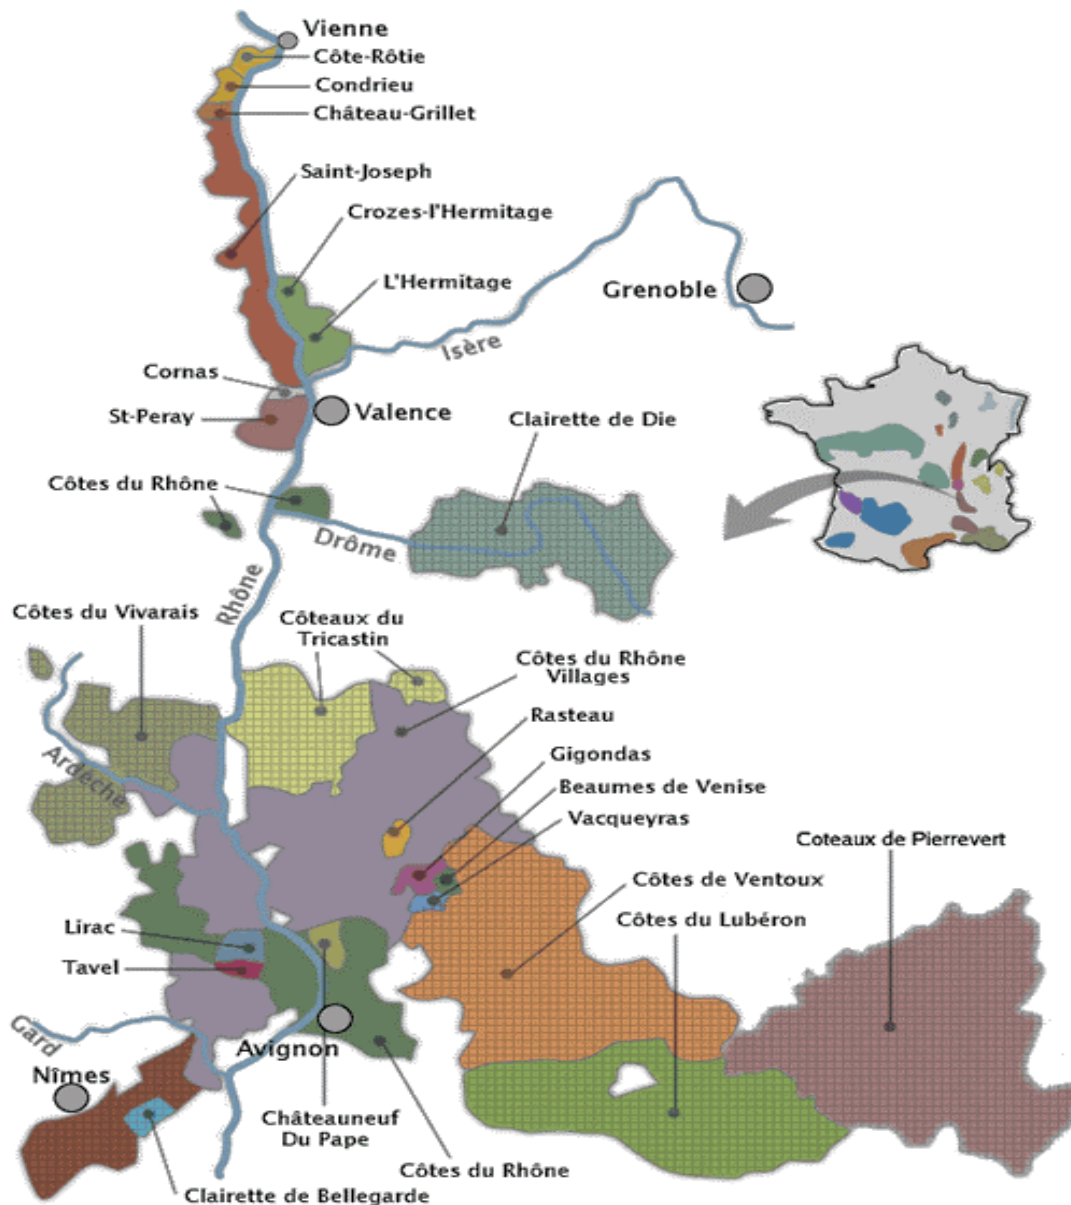 Vienne
Côte-Rôtie
Condrieu
Château-Grillet
Saint-Joseph
Crozes-l'Hermitage
L'Hermitage
Grenoble
Isère
Cornas
Valence
St-Peray
Clairette de Die
Côtes du Rhône
Drôme
Rhône
Côtes du Vivarais
Côteaux du
Tricastin
Côtes du Rhône
Villages
Rasteau
Gigondas
Ardèche
Beaumes de Venise
Vacqueyras
Coteaux de Pierrevert
Côtes de Ventoux
Côtes du Lubéron
Lirac
Tavel
Gard
Avignon
Nîmes
Châteauneuf
Du Pape
Côtes du Rhône
Clairette de Bellegarde